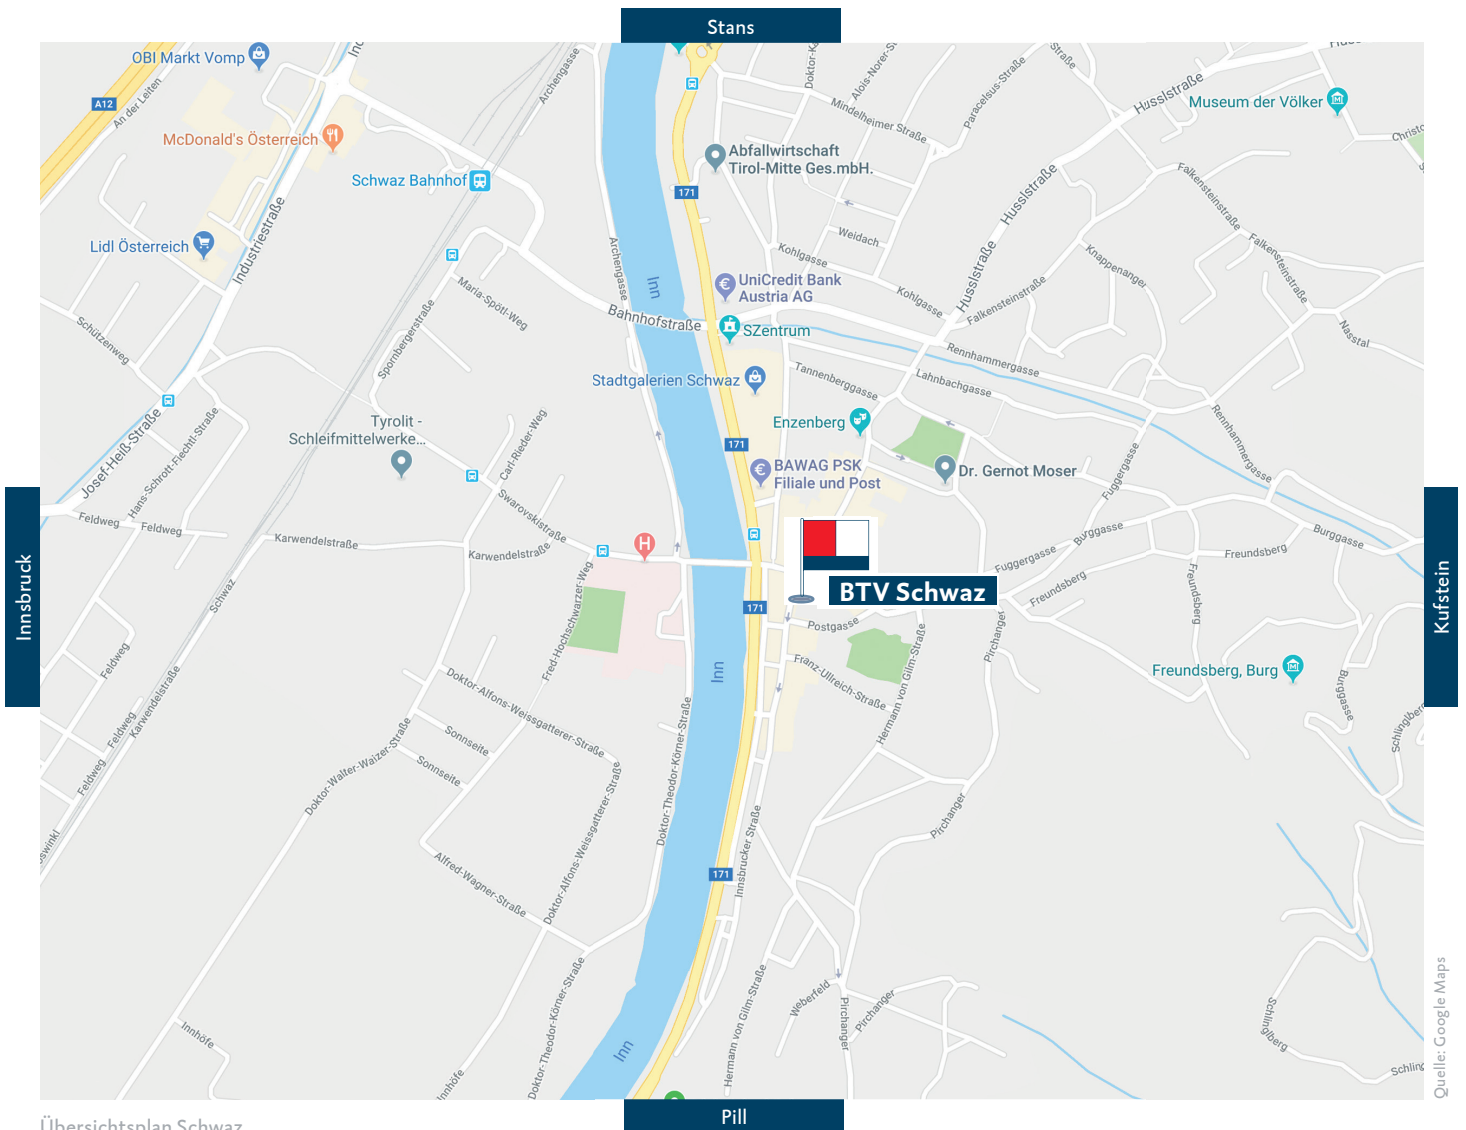 Stans
OBI Markt Vomp
A12
An der Leiten
McDonald's Österreich
Schwaz Bahnhof
Lidl Österreich
Industriestraße
Archengasse
Mindelheimer Straße
Paracelsus-Straße
Straße
Husslstraße
Museum der Völker
Abfallwirtschaft
Tirol-Mitte Ges.mbH.
171
Husslstraße
Falkensteinstraße
Falkensteinstraße
Weidach
Kohlgasse
Knappenanger
Archengasse
Inn
UniCredit Bank
Austria AG
Kohlgasse
Husslstraße
Falkensteinstraße
Maria-Spötl-Weg
Bahnhofstraße
SZentrum
Nasstal
Schützenweg
Spornbergerstraße
Rennhammergasse
Stadtgalerien Schwaz
Tannenberggasse
Lahnbachgasse
Tyrolit -
Schleifmittelwerke...
Enzenberg
Rennhammergasse
171
Josef-Heiß-Straße
Hans-Schrott-Fiechtl-Straße
Carl-Rieder-Weg
BAWAG PSK
Filiale und Post
Dr. Gernot Moser
Fuggergasse
Swarovskistraße
Feldweg
Feldweg
Karwendelstraße
Karwendelstraße
H
Burggasse
Burggasse
Fuggergasse
Freundsberg
Freundsberg
Freundsberg
Innsbruck
Kufstein
Schwaz
Fred-Hochschwarzer-Weg
BTV Schwaz
171
Postgasse
Pirchanger
Feldweg
Inn
Franz-Ullreich-Straße
Hermann von Gilm-Straße
Freundsberg, Burg
Burggasse
Karwendelstraße
Feldweg
Feldweg
Doktor-Alfons-Weissgatterer-Straße
Sonnseite
Sonnseite
Doktor-Walter-Waizer-Straße
Doktor-Theodor-Körner-Straße
Doktor-Alfons-Weissgatterer-Straße
Alfred-Wagner-Straße
171
Innsbrucker Straße
Pirchanger
Innhöfe
Innhöfe
Doktor-Theodor-Körner-Straße
Inn
Hermann von Gilm-Straße
Weberfeld
Pirchanger
Pirchanger
Schlinglberg
Quelle: Google Maps
Pill
Übersichtsplan Schwaz